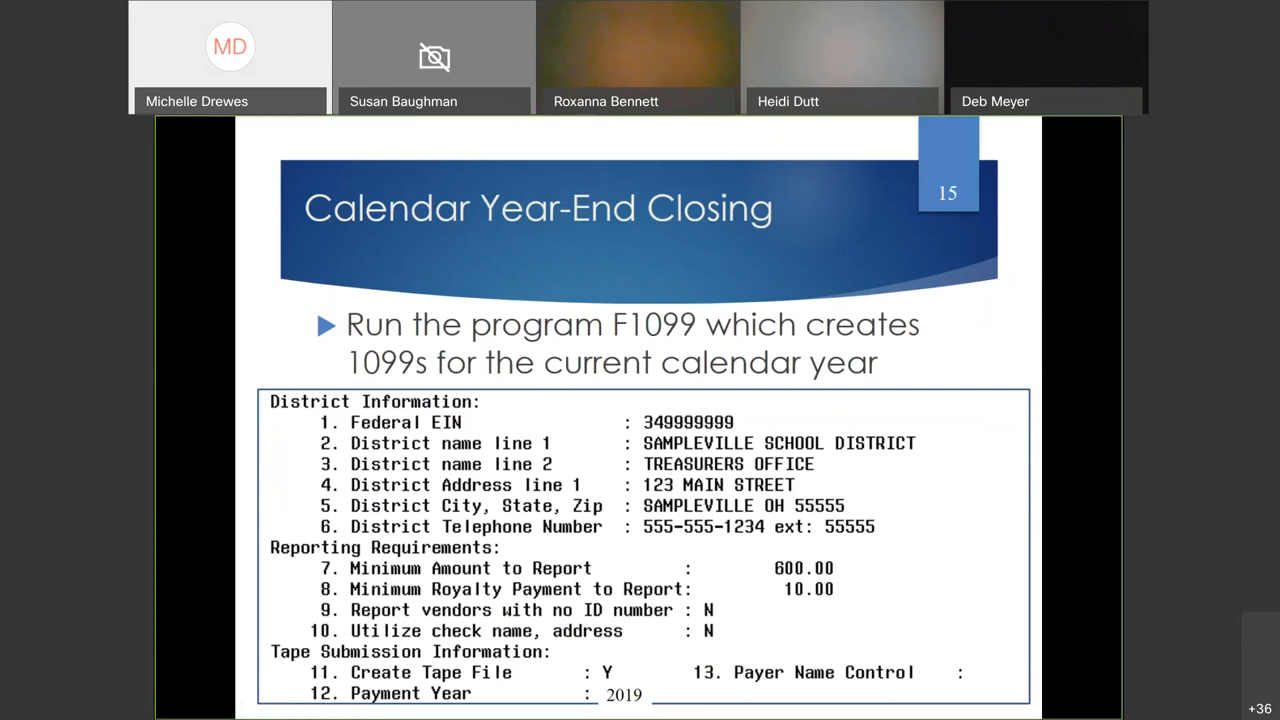 MD
Michelle Drewes
Susan Baughman
Roxanna Bennett
Heidi Dutt
Deb Meyer
15
Calendar Year-End Closing
Run the program F1099 which creates
1099s for the current calendar year
District Information:
1. Federal EIN : 349999999
2. District name line 1 : SAMPLEVILLE SCHOOL DISTRICT
3. District name line 2 : TREASURERS OFFICE
4. District Address line 1 : 123 MAIN STREET
5. District City, State, Zip : SAMPLEVILLE OH 55555
6. District Telephone Number : 555-555-1234 ext: 55555
Reporting Requirements:
7. Minimum Amount to Report : 600.00
8. Minimum Royalty Payment to Report: 10.00
9. Report vendors with no ID number : N
10. Utilize check name, address : N
Tape Submission Information:
11. Create Tape File : Y 13. Payer Name Control :
12. Payment Year : 2019
+36